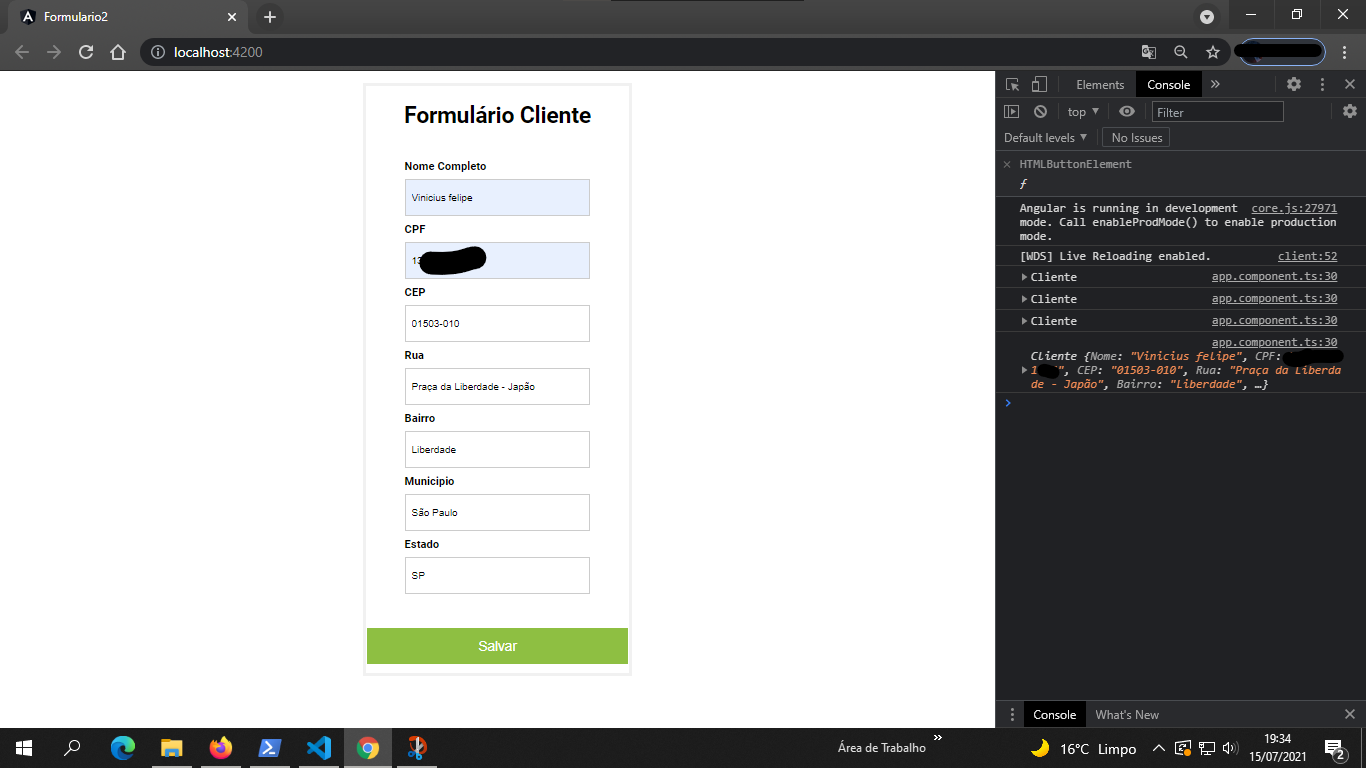 Formulario2
localhost:4200
Formulário Cliente
Nome Completo
Vinicius felipe
CPF
13
CEP
01503-010
Rua
Praça da Liberdade - Japão
Bairro
Liberdade
Municipio
São Paulo
Estado
SP
Salvar
Elements
Console
top
Filter
Default levels
No Issues
HTMLButtonElement
ƒ
Angular is running in development core.js:27971
mode. Call enableProdMode() to enable production
mode.
[WDS] Live Reloading enabled. client:52
Cliente app.component.ts:30
Cliente app.component.ts:30
Cliente app.component.ts:30
app.component.ts:30
Cliente {Nome: "Vinicius felipe", CPF:
1", CEP: "01503-010", Rua: "Praça da Liberda
de - Japão", Bairro: "Liberdade", …}
Console
What's New
Área de Trabalho
16°C Limpo
19:34
15/07/2021
2